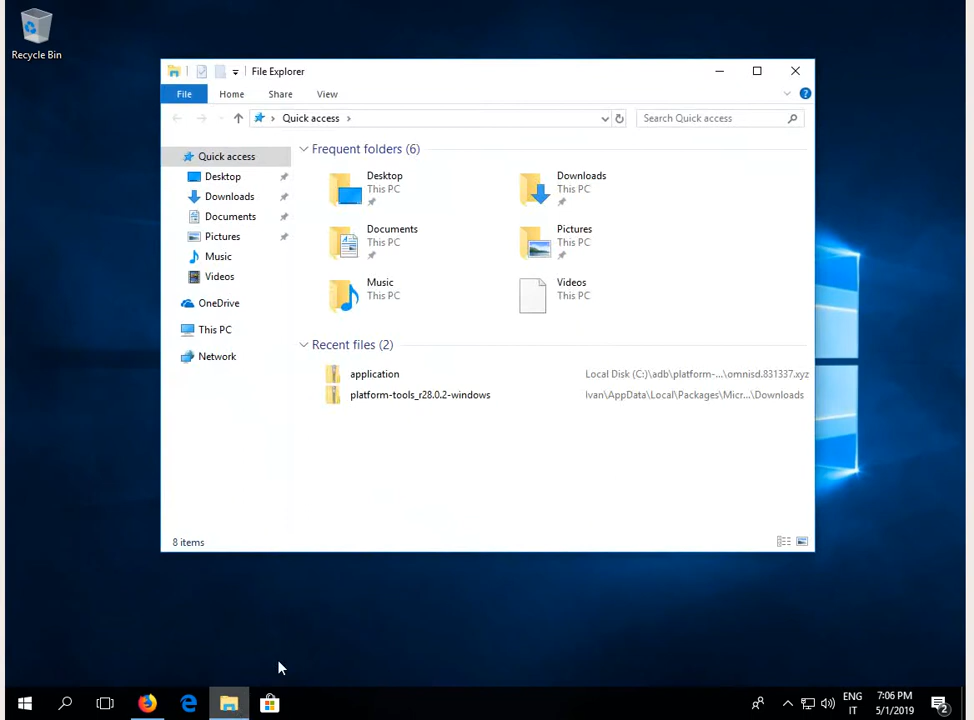 Recycle Bin
File Explorer
File Home Share View
Quick access
Search Quick access
Quick access
Desktop
Downloads
Documents
Pictures
Music
Videos
OneDrive
This PC
Network
Frequent folders (6)
Desktop
This PC
Downloads
This PC
Documents
This PC
Pictures
This PC
Music
This PC
Videos
This PC
Recent files (2)
application Local Disk (C:)\adb\platform-...\omnisd.831337.xyz
platform-tools_r28.0.2-windows Ivan\AppData\Local\Packages\Micr...\Downloads
8 items
ENG
IT
7:06 PM
5/1/2019
2